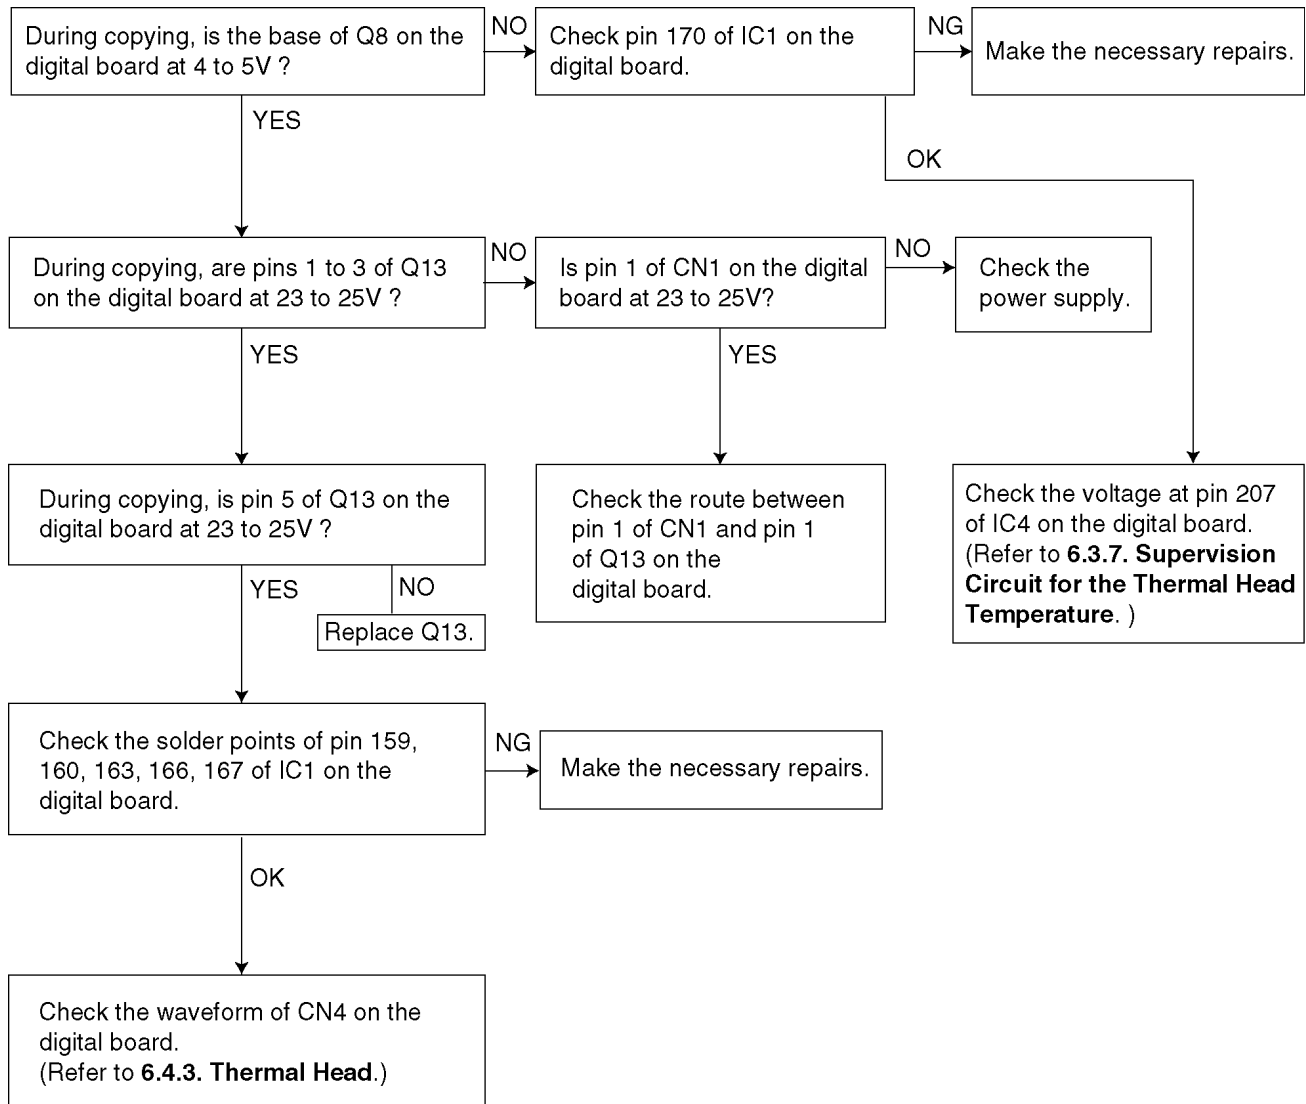 During copying, is the base of Q8 on the
digital board at 4 to 5V ?
NO
Check pin 170 of IC1 on the
digital board.
NG
Make the necessary repairs.
YES
OK
During copying, are pins 1 to 3 of Q13
on the digital board at 23 to 25V ?
NO
Is pin 1 of CN1 on the digital
board at 23 to 25V?
NO
Check the
power supply.
YES
YES
During copying, is pin 5 of Q13 on the
digital board at 23 to 25V ?
Check the route between
pin 1 of CN1 and pin 1
of Q13 on the
digital board.
Check the voltage at pin 207
of IC4 on the digital board.
(Refer to 6.3.7. Supervision
Circuit for the Thermal Head
Temperature. )
YES
NO
Replace Q13.
Check the solder points of pin 159,
160, 163, 166, 167 of IC1 on the
digital board.
NG
Make the necessary repairs.
OK
Check the waveform of CN4 on the
digital board.
(Refer to 6.4.3. Thermal Head.)